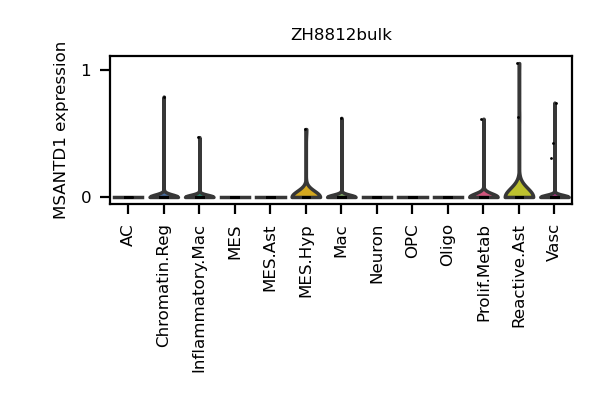 ZH8812bulk
MSANTD1 expression
1
0
AC
Chromatin.Reg
Inflammatory.Mac
MES
MES.Ast
MES.Hyp
Mac
Neuron
OPC
Oligo
Prolif.Metab
Reactive.Ast
Vasc